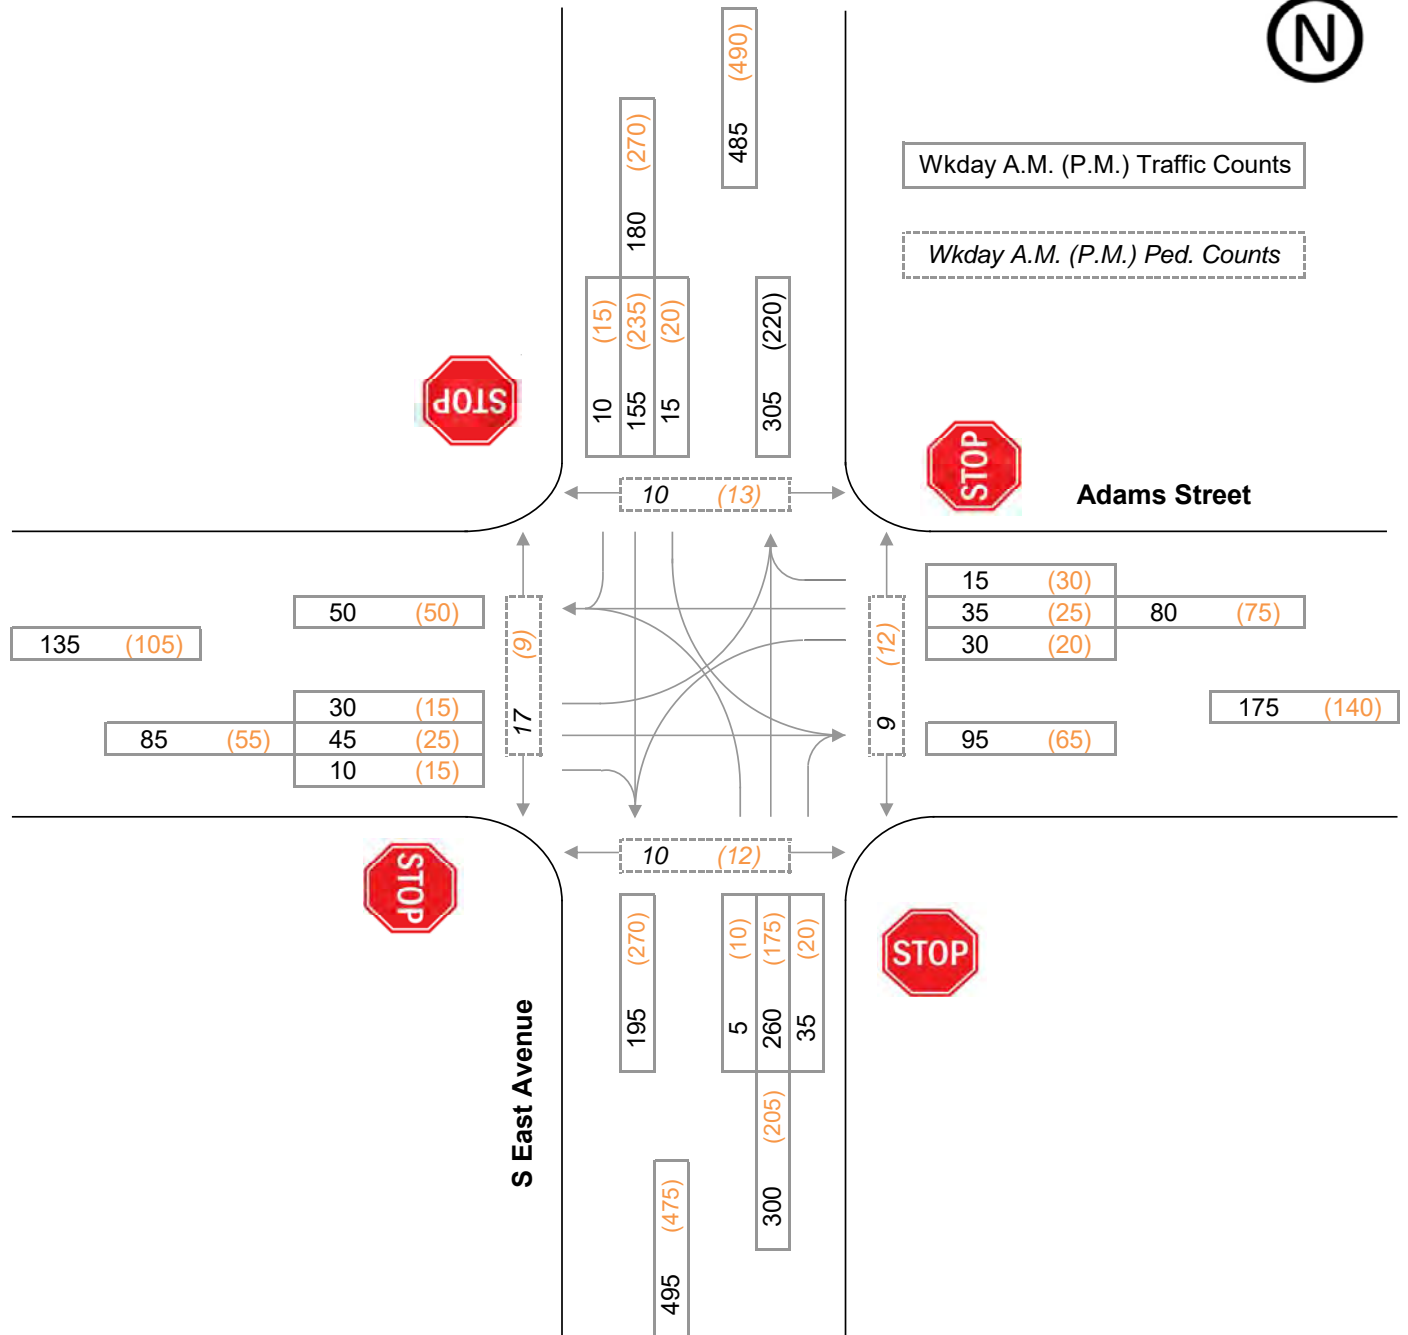 N
(490)
485
(270)
180
Wkday A.M. (P.M.) Traffic Counts
Wkday A.M. (P.M.) Ped. Counts
(15) (235) (20) (220)
10 155 15 305
STOP
STOP
Adams Street
10 (13)
15 (30)
50 (50)
35 (25) 80 (75)
135 (105)
30 (20)
(9)
17
(12)
9
30 (15)
175 (140)
85 (55) 45 (25)
95 (65)
10 (15)
10 (12)
STOP
STOP
(270)
195
(10) (175) (20)
5 260 35
S East Avenue
(205)
300
(475)
495